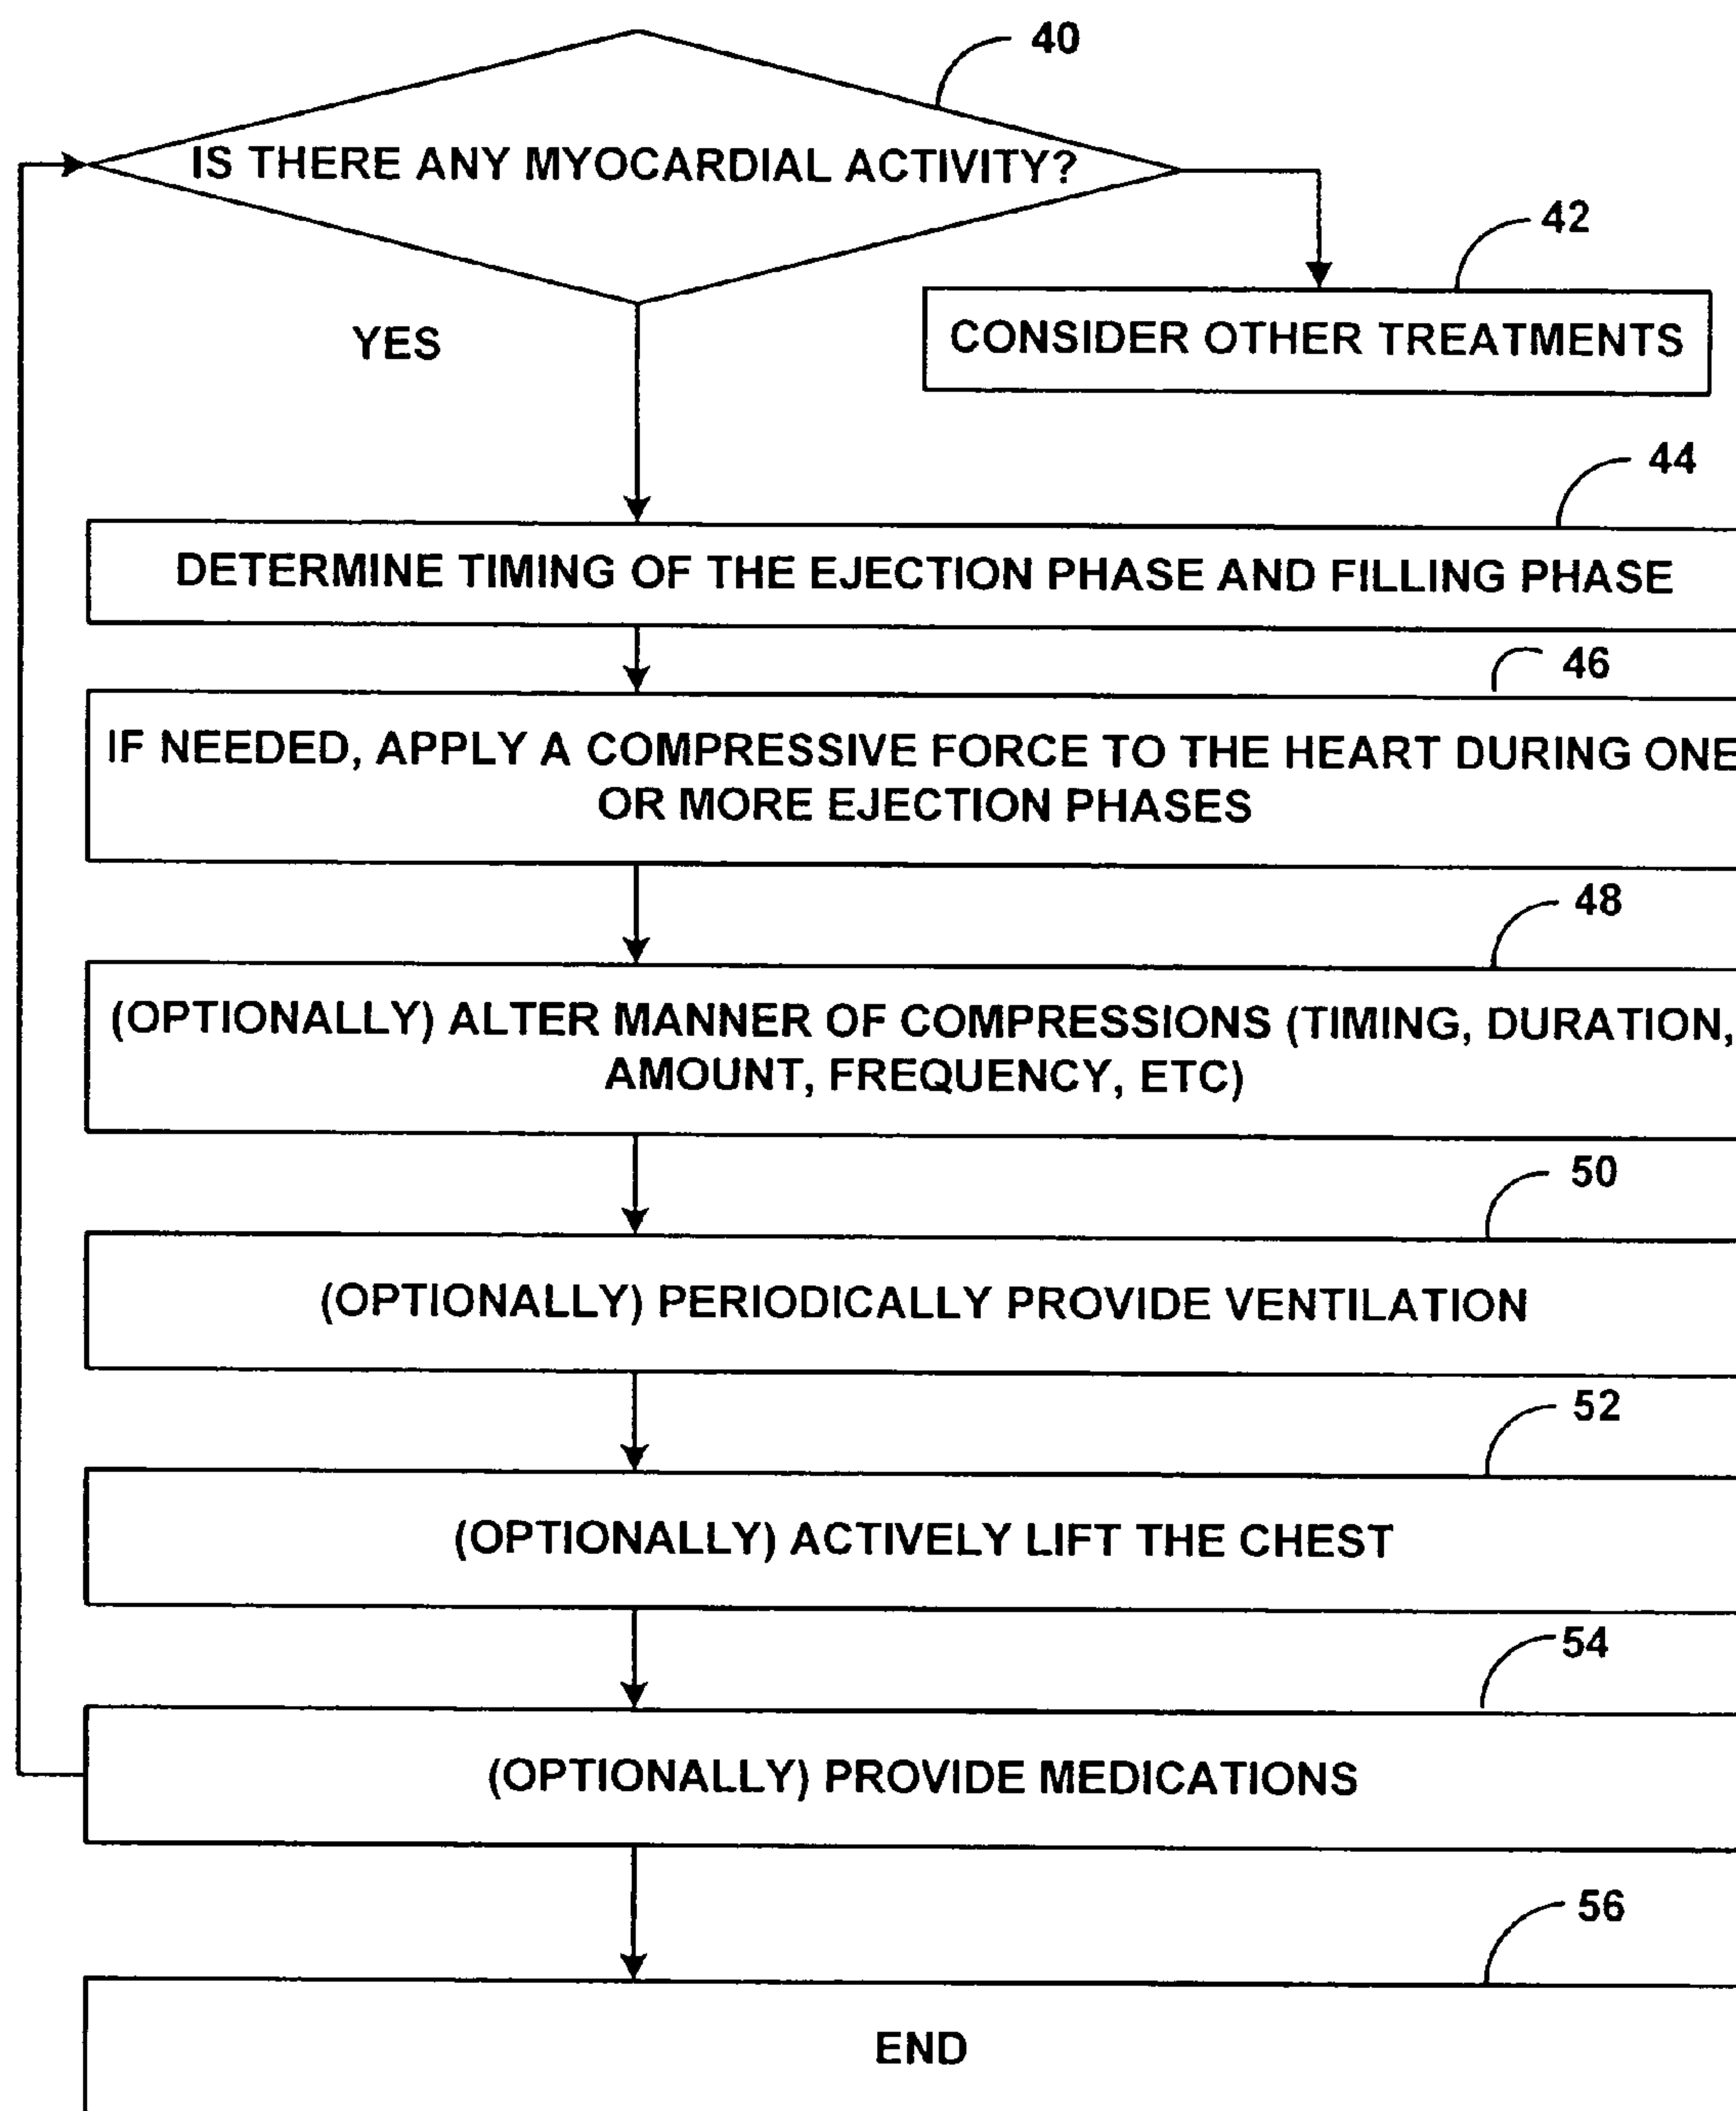 40
IS THERE ANY MYOCARDIAL ACTIVITY?
42
YES
CONSIDER OTHER TREATMENTS
44
DETERMINE TIMING OF THE EJECTION PHASE AND FILLING PHASE
46
IF NEEDED, APPLY A COMPRESSIVE FORCE TO THE HEART DURING ONE
OR MORE EJECTION PHASES
48
(OPTIONALLY) ALTER MANNER OF COMPRESSIONS (TIMING, DURATION,
AMOUNT, FREQUENCY, ETC)
50
(OPTIONALLY) PERIODICALLY PROVIDE VENTILATION
52
(OPTIONALLY) ACTIVELY LIFT THE CHEST
54
(OPTIONALLY) PROVIDE MEDICATIONS
56
END